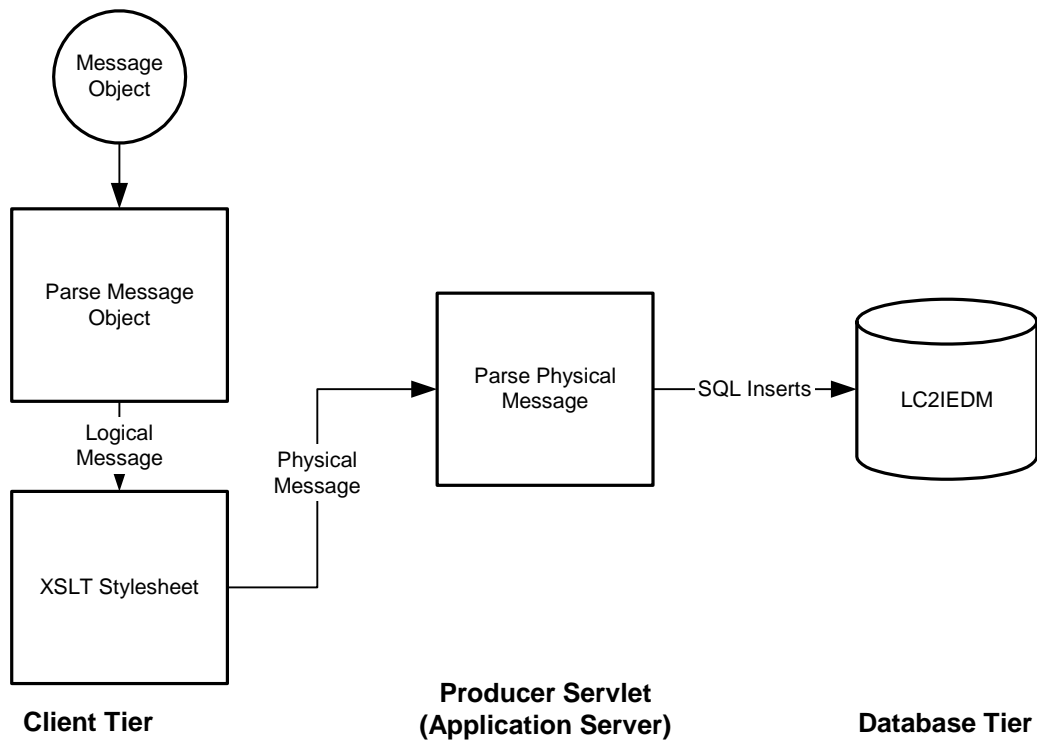 Message
Object
Parse Message
Object
Logical
Message
XSLT Stylesheet
Physical
Message
Parse Physical
Message
SQL Inserts
LC2IEDM
Client Tier
Producer Servlet
(Application Server)
Database Tier